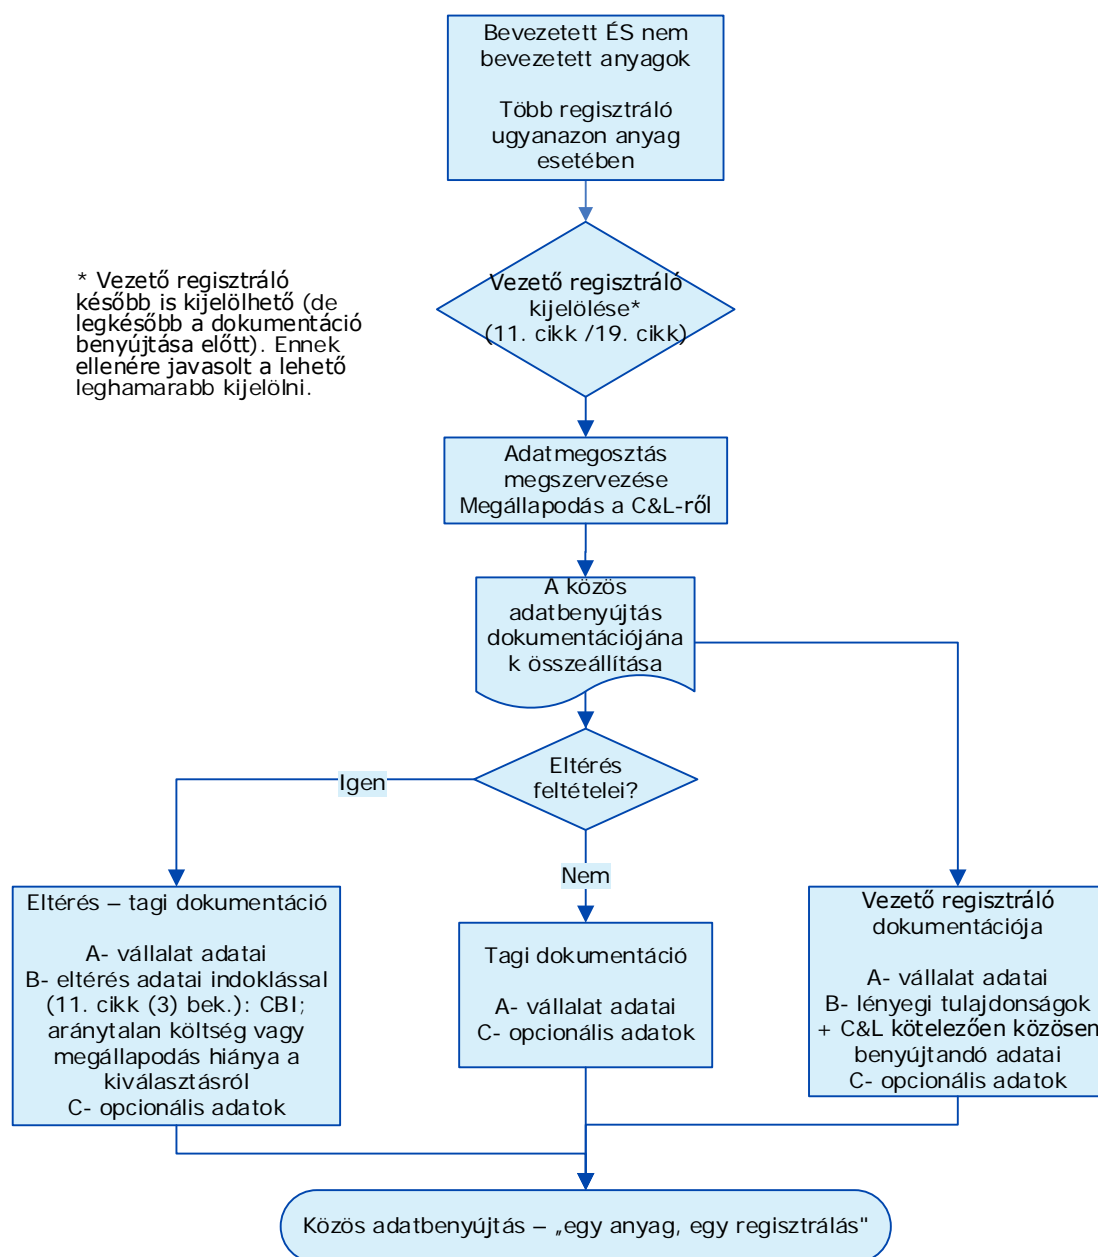 Bevezetett ÉS nem
bevezetett anyagok
Több regisztráló
ugyanazon anyag
esetében
* Vezető regisztráló
később is kijelölhető (de
legkésőbb a dokumentáció
benyújtása előtt). Ennek
ellenére javasolt a lehető
leghamarabb kijelölni.
Vezető regisztráló
kijelölése*
(11. cikk /19. cikk)
Adatmegosztás
megszervezése
Megállapodás a C&L-ről
A közös
adatbenyújtás
dokumentációjána
k összeállítása
Eltérés
feltételei?
Igen
Nem
Eltérés – tagi dokumentáció
A- vállalat adatai
B- eltérés adatai indoklással
(11. cikk (3) bek.): CBI;
aránytalan költség vagy
megállapodás hiánya a
kiválasztásról
C- opcionális adatok
Tagi dokumentáció
A- vállalat adatai
C- opcionális adatok
Vezető regisztráló
dokumentációja
A- vállalat adatai
B- lényegi tulajdonságok
+ C&L kötelezően közösen
benyújtandó adatai
C- opcionális adatok
Közös adatbenyújtás – „egy anyag, egy regisztrálás"